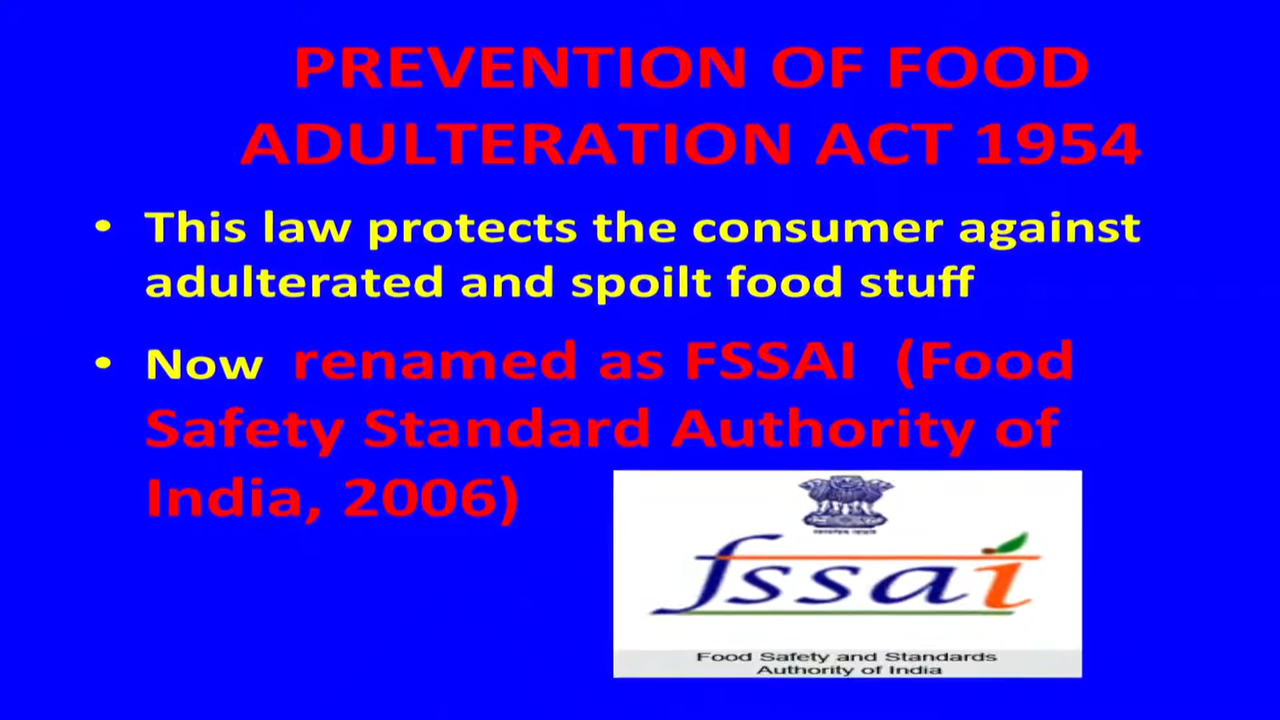 PREVENTION OF FOOD
ADULTERATION ACT 1954
• This law protects the consumer against
adulterated and spoilt food stuff
• Now renamed as FSSAI (Food
Safety Standard Authority of
India, 2006)
fssai
Food Safety and Standards
Authority of India